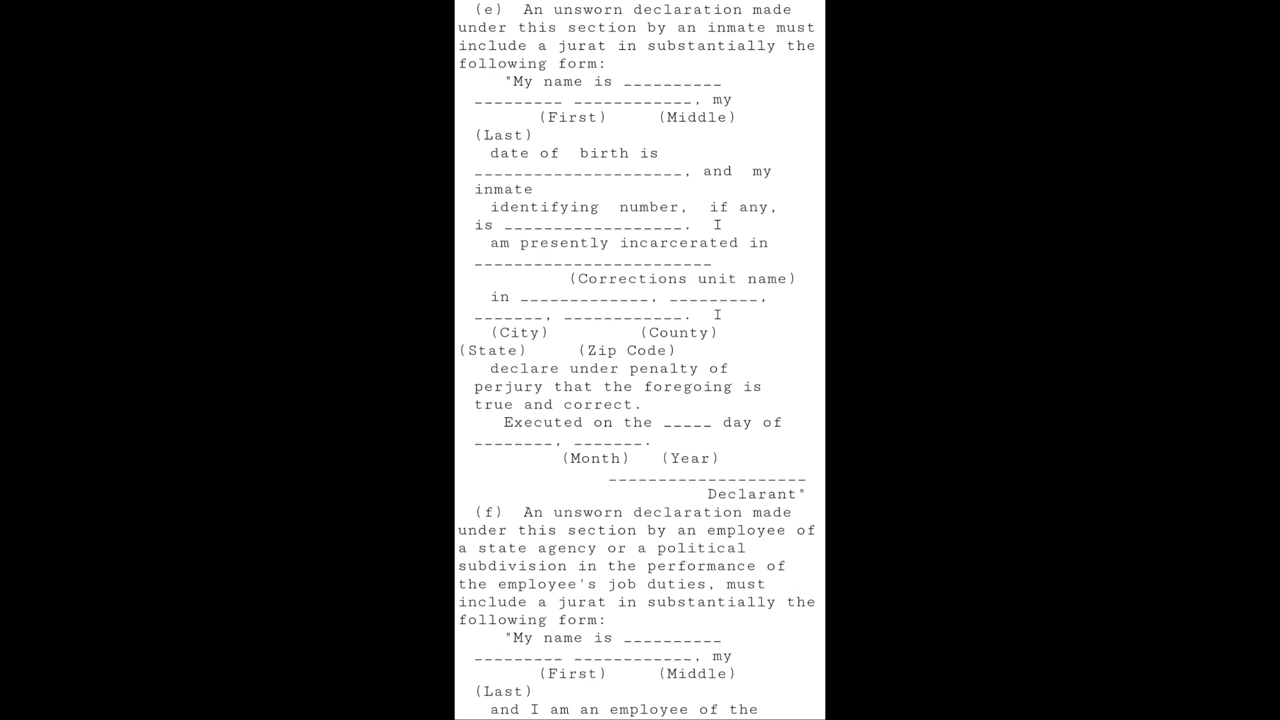 (e) An unsworn declaration made
under this section by an inmate must
include a jurat in substantially the
following form:
"My name is __________
_________ ____________, my
(First) (Middle)
(Last)
date of birth is
_____________________, and my
inmate
identifying number, if any,
is __________________. I
am presently incarcerated in
________________________
(Corrections unit name)
in _____________, _________,
_______, ____________. I
(City) (County)
(State) (Zip Code)
declare under penalty of
perjury that the foregoing is
true and correct.
Executed on the _____ day of
________, _______.
(Month) (Year)
____________________
Declarant"
(f) An unsworn declaration made
under this section by an employee of
a state agency or a political
subdivision in the performance of
the employee's job duties, must
include a jurat in substantially the
following form:
"My name is __________
_________ ____________, my
(First) (Middle)
(Last)
and I am an employee of the